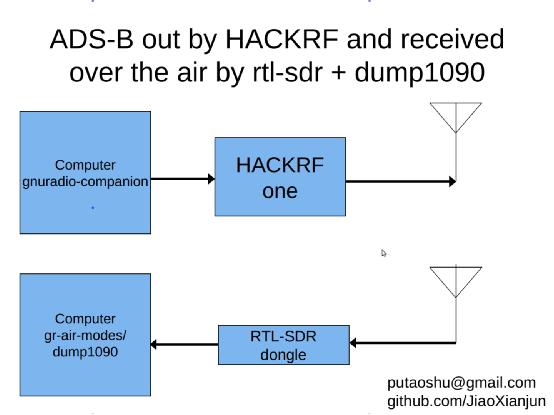 ADS-B out by HACKRF and received
over the air by rtl-sdr + dump1090
Computer
gnuradio-companion
HACKRF
one
Computer
gr-air-modes/
dump1090
RTL-SDR
dongle
putaoshu@gmail.com
github.com/JiaoXianjun